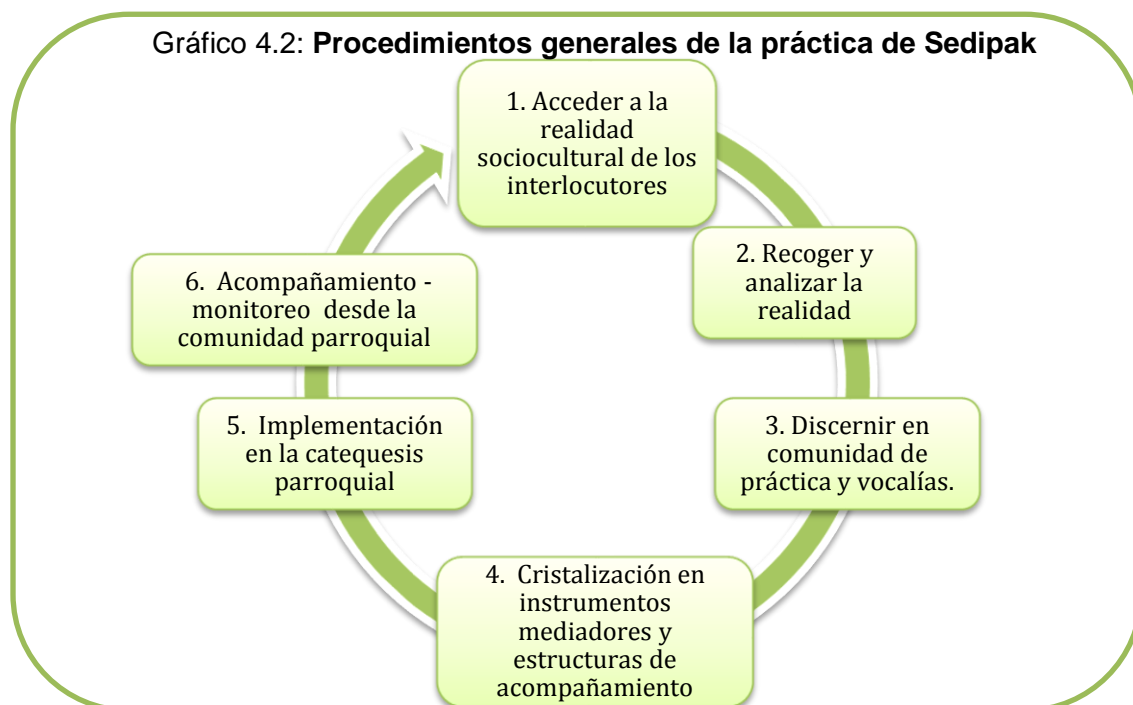 Gráfico 4.2: Procedimientos generales de la práctica de Sedipak
1. Acceder a la
realidad
sociocultural de los
interlocutores
2. Recoger y
analizar la
realidad
3. Discernir en
comunidad de
práctica y vocalías.
4. Cristalización en
instrumentos
mediadores y
estructuras de
acompañamiento
5. Implementación
en la catequesis
parroquial
6. Acompañamiento -
monitoreo desde la
comunidad parroquial